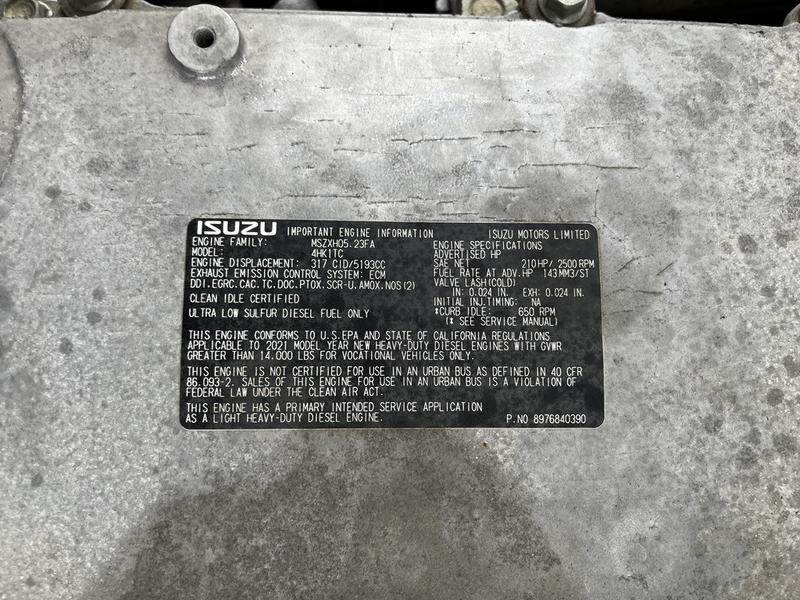 ISUZU IMPORTANT ENGINE INFORMATION ISUZU MOTORS LIMITED
ENGINE FAMILY: MSZXH05.23FA
MODEL: 4HK1TC
ENGINE DISPLACEMENT: 317 CID/5193CC
EXHAUST EMISSION CONTROL SYSTEM: ECM
DDI.EGRC.CAC.TC.DOC.PTOX.SCR-U.AMOX.NOS(2)
CLEAN IDLE CERTIFIED
ULTRA LOW SULFUR DIESEL FUEL ONLY
ENGINE SPECIFICATIONS
ADVERTISED HP
SAE NET 210HP/ 2500RPM
FUEL RATE AT ADV.HP 143MM3/ST
VALVE LASH(COLD)
IN: 0.024 IN. EXH: 0.024 IN.
INITIAL INJ.TIMING: NA
*CURB IDLE: 650 RPM
(* SEE SERVICE MANUAL)
THIS ENGINE CONFORMS TO U.S.EPA AND STATE OF CALIFORNIA REGULATIONS
APPLICABLE TO 2021 MODEL YEAR NEW HEAVY-DUTY DIESEL ENGINES WITH GVWR
GREATER THAN 14.000 LBS FOR VOCATIONAL VEHICLES ONLY.
THIS ENGINE IS NOT CERTIFIED FOR USE IN AN URBAN BUS AS DEFINED IN 40 CFR
86.093-2. SALES OF THIS ENGINE FOR USE IN AN URBAN BUS IS A VIOLATION OF
FEDERAL LAW UNDER THE CLEAN AIR ACT.
THIS ENGINE HAS A PRIMARY INTENDED SERVICE APPLICATION
AS A LIGHT HEAVY-DUTY DIESEL ENGINE.
P.NO 8976840390